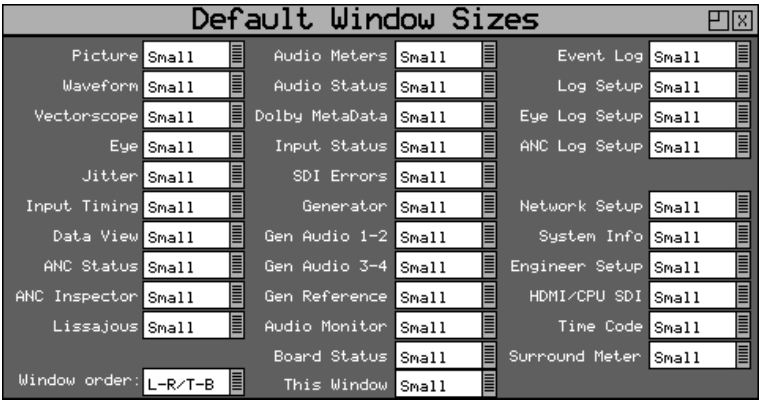 Default Window Sizes
Picture Small Audio Meters Small Event Log Small
Waveform Small Audio Status Small Log Setup Small
Vectorscope Small Dolby MetaData Small Eye Log Setup Small
Eye Small Input Status Small ANC Log Setup Small
Jitter Small SDI Errors Small
Input Timing Small Generator Small Network Setup Small
Data View Small Gen Audio 1-2 Small System Info Small
ANC Status Small Gen Audio 3-4 Small Engineer Setup Small
ANC Inspector Small Gen Reference Small HDMI/CPU SDI Small
Lissajous Small Audio Monitor Small Time Code Small
Board Status Small Surround Meter Small
Window order: L-R/T-B This Window Small